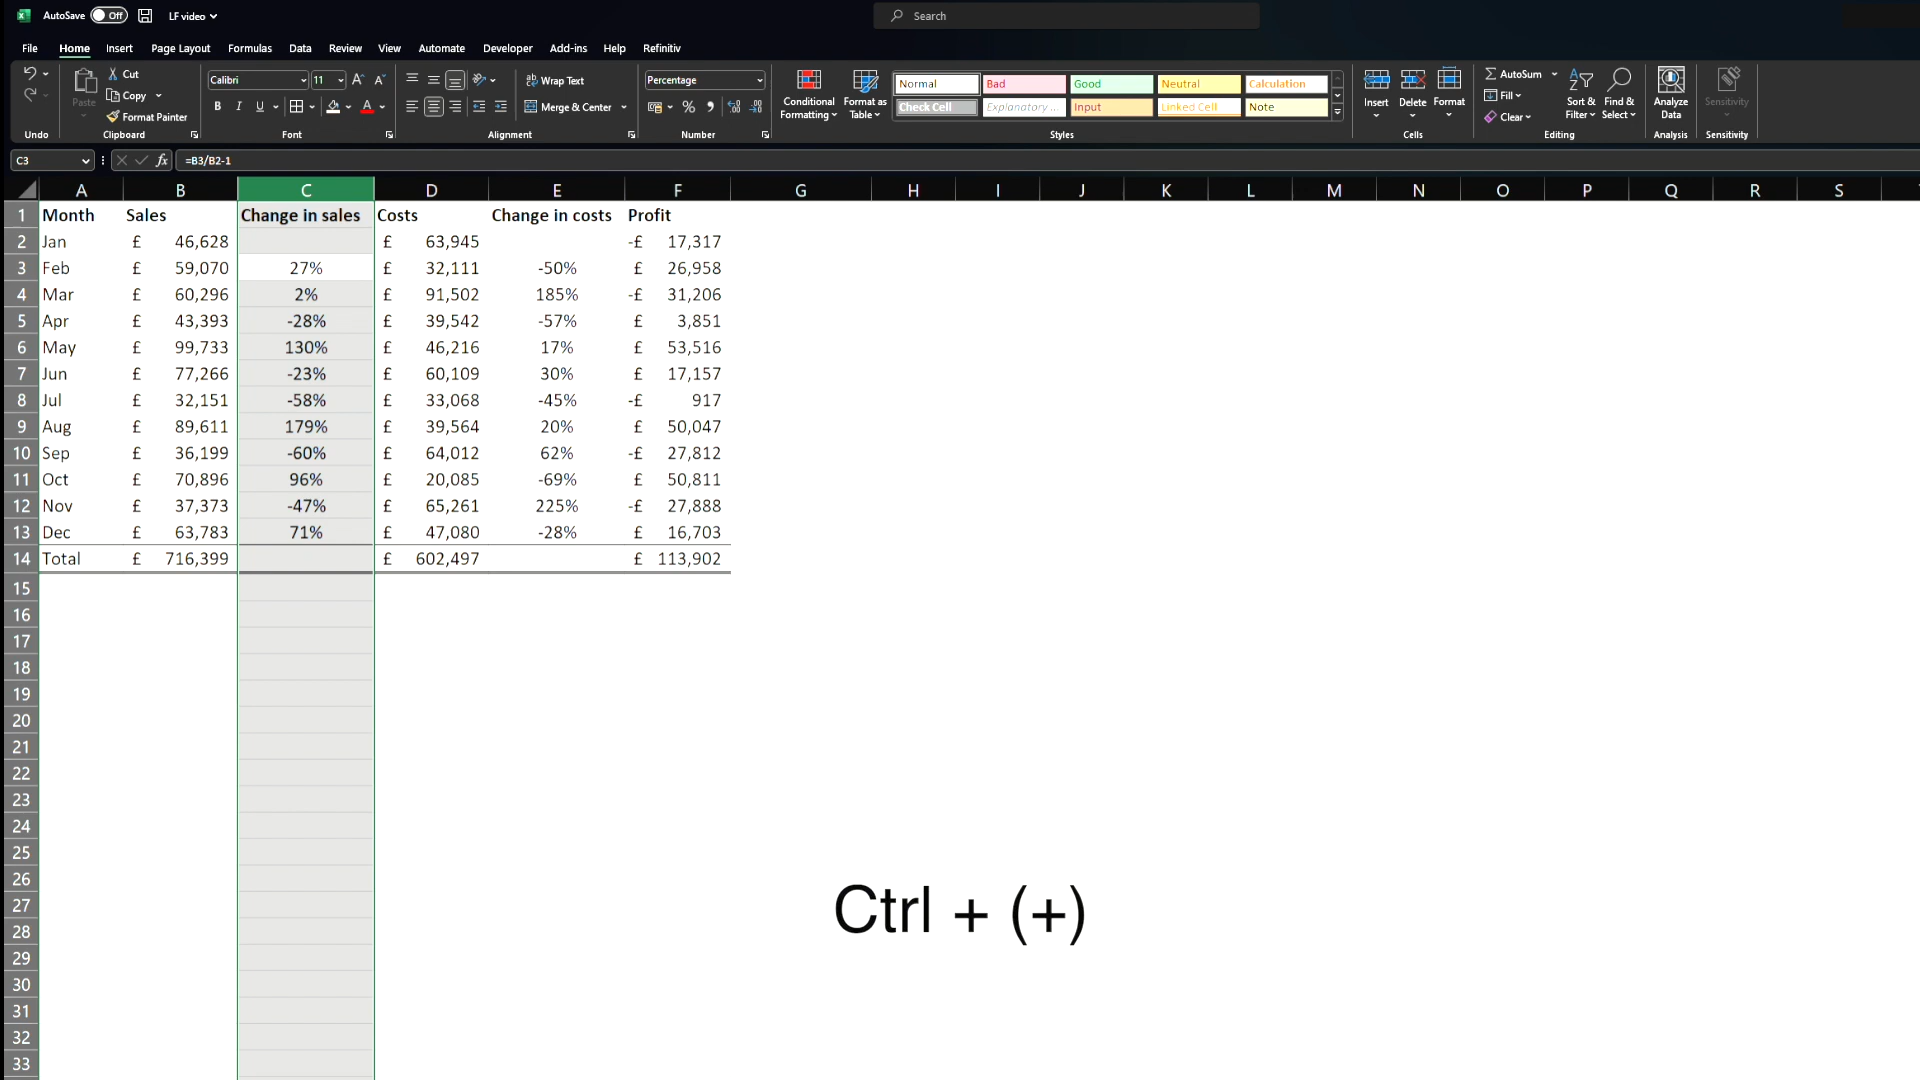 AutoSave Off LF video Search
File Home Insert Page Layout Formulas Data Review View Automate Developer Add-ins Help Refinitiv
Cut
Copy
Format Painter
Paste
Undo Clipboard
Calibri 11
B I U A
Font
Wrap Text
Merge & Center
Alignment
Percentage
%
Number
Conditional Formatting
Format as Table
Normal Bad Good Neutral Calculation
Check Cell Explanatory ... Input Linked Cell Note
Styles
Insert Delete Format
Cells
AutoSum
Fill
Clear
Sort & Filter
Find & Select
Editing
Analyze Data
Analysis
Sensitivity
Sensitivity
C3 fx =B3/B2-1
A B C D E F G H I J K L M N O P Q R S
1 Month Sales Change in sales Costs Change in costs Profit
2 Jan £ 46,628 £ 63,945 -£ 17,317
3 Feb £ 59,070 27% £ 32,111 -50% £ 26,958
4 Mar £ 60,296 2% £ 91,502 185% -£ 31,206
5 Apr £ 43,393 -28% £ 39,542 -57% £ 3,851
6 May £ 99,733 130% £ 46,216 17% £ 53,516
7 Jun £ 77,266 -23% £ 60,109 30% £ 17,157
8 Jul £ 32,151 -58% £ 33,068 -45% -£ 917
9 Aug £ 89,611 179% £ 39,564 20% £ 50,047
10 Sep £ 36,199 -60% £ 64,012 62% -£ 27,812
11 Oct £ 70,896 96% £ 20,085 -69% £ 50,811
12 Nov £ 37,373 -47% £ 65,261 225% -£ 27,888
13 Dec £ 63,783 71% £ 47,080 -28% £ 16,703
14 Total £ 716,399 £ 602,497 £ 113,902
15
16
17
18
19
20
21
22
23
24
25
26
27
28
29
30
31
32
33
Ctrl + (+)